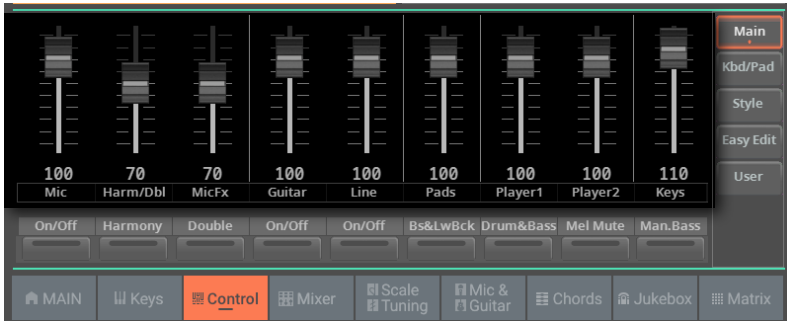 Main
Kbd/Pad
Style
Easy Edit
User
100 70 70 100 100 100 100 100 110
Mic Harm/Dbl MicFx Guitar Line Pads Player1 Player2 Keys
On/Off Harmony Double On/Off On/Off Bs&LwBck Drum&Bass Mel Mute Man.Bass
MAIN Keys Control Mixer Scale Tuning Mic & Guitar Chords Jukebox Matrix